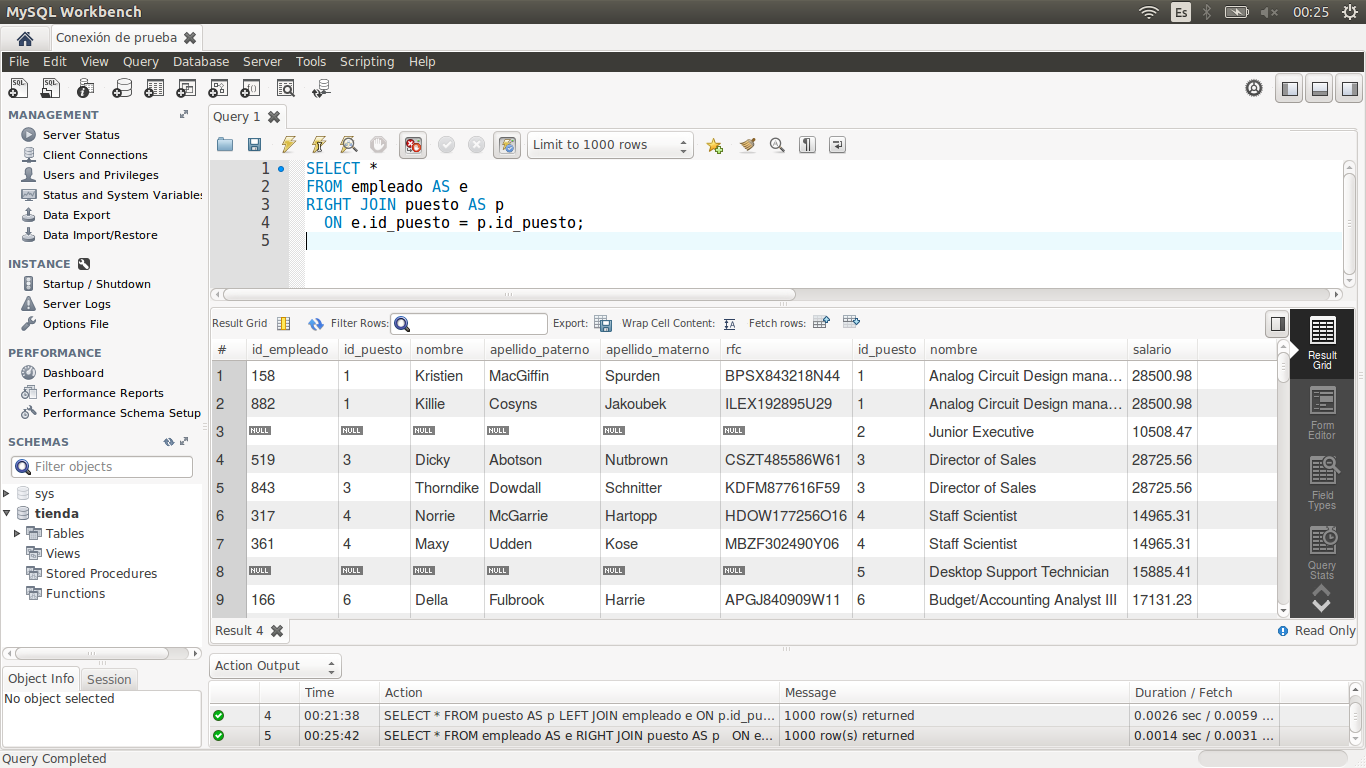 MySQL Workbench
Es
00:25
Conexión de prueba
File Edit View Query Database Server Tools Scripting Help
MANAGEMENT
Server Status
Client Connections
Users and Privileges
Status and System Variable
Data Export
Data Import/Restore
INSTANCE
Startup / Shutdown
Server Logs
Options File
PERFORMANCE
Dashboard
Performance Reports
Performance Schema Setup
SCHEMAS
Filter objects
sys
tienda
Tables
Views
Stored Procedures
Functions
Object Info Session
No object selected
Query 1
Limit to 1000 rows
1 SELECT *
2 FROM empleado AS e
3 RIGHT JOIN puesto AS p
4 ON e.id_puesto = p.id_puesto;
5
Result Grid Filter Rows: Export: Wrap Cell Content: Fetch rows:
# id_empleado id_puesto nombre apellido_paterno apellido_materno rfc id_puesto nombre salario
1 158 1 Kristien MacGiffin Spurden BPSX843218N44 1 Analog Circuit Design mana… 28500.98
2 882 1 Killie Cosyns Jakoubek ILEX192895U29 1 Analog Circuit Design mana… 28500.98
3 NULL NULL NULL NULL NULL NULL 2 Junior Executive 10508.47
4 519 3 Dicky Abotson Nutbrown CSZT485586W61 3 Director of Sales 28725.56
5 843 3 Thorndike Dowdall Schnitter KDFM877616F59 3 Director of Sales 28725.56
6 317 4 Norrie McGarrie Hartopp HDOW177256O16 4 Staff Scientist 14965.31
7 361 4 Maxy Udden Kose MBZF302490Y06 4 Staff Scientist 14965.31
8 NULL NULL NULL NULL NULL NULL 5 Desktop Support Technician 15885.41
9 166 6 Della Fulbrook Harrie APGJ840909W11 6 Budget/Accounting Analyst III 17131.23
Result Grid
Form Editor
Field Types
Query Stats
Result 4
Read Only
Action Output
Time Action Message Duration / Fetch
4 00:21:38 SELECT * FROM puesto AS p LEFT JOIN empleado e ON p.id_pu... 1000 row(s) returned 0.0026 sec / 0.0059 ...
5 00:25:42 SELECT * FROM empleado AS e RIGHT JOIN puesto AS p ON e... 1000 row(s) returned 0.0014 sec / 0.0031 ...
Query Completed